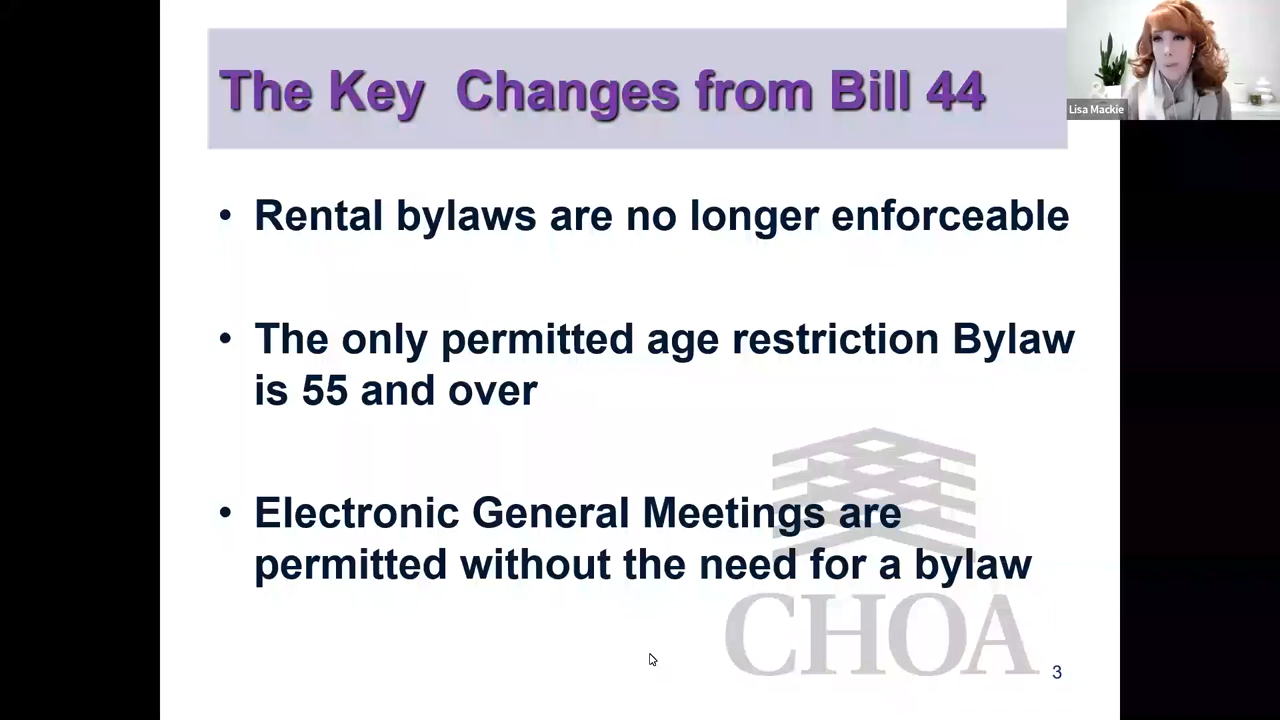 The Key Changes from Bill 44
Lisa Mackie
• Rental bylaws are no longer enforceable
• The only permitted age restriction Bylaw
is 55 and over
• Electronic General Meetings are
permitted without the need for a bylaw
CHOA
3